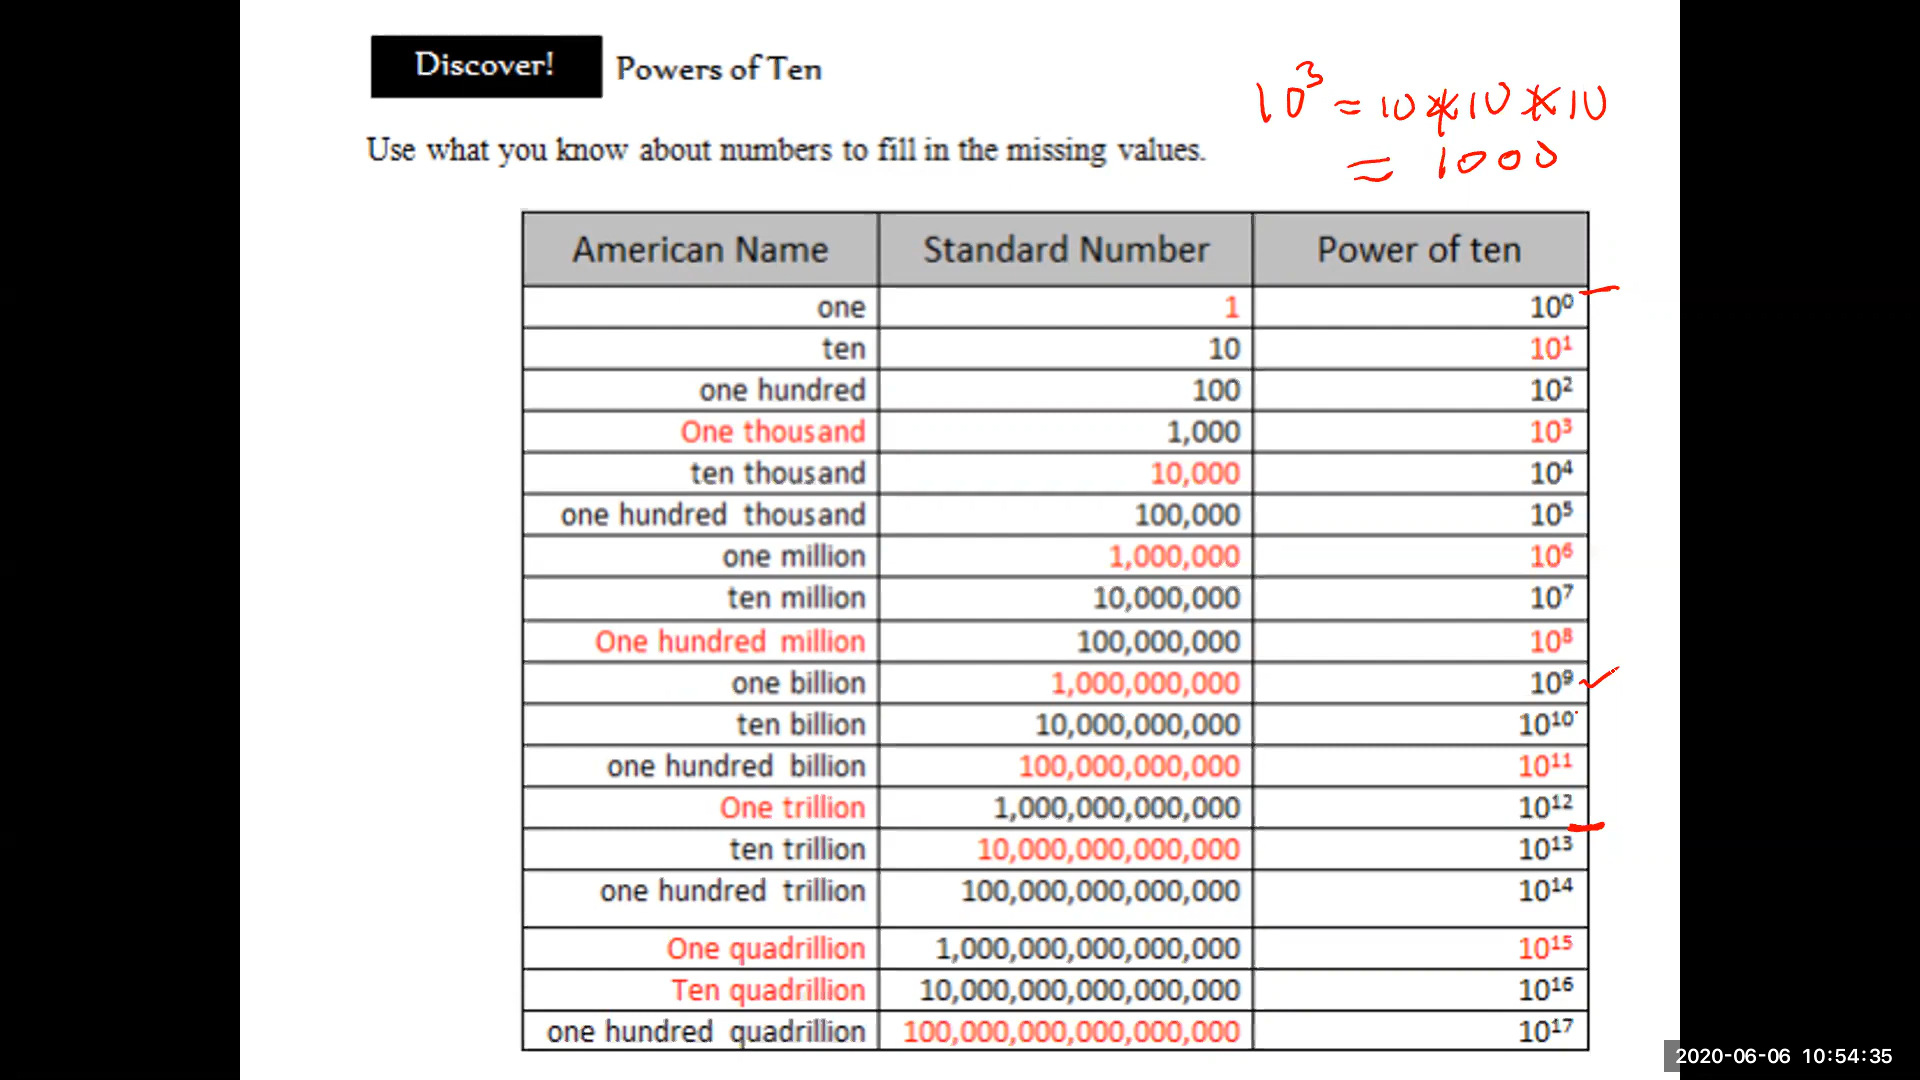 Discover! Powers of Ten
10³ = 10 * 10 * 10
= 1000
Use what you know about numbers to fill in the missing values.
American Name Standard Number Power of ten
one 1 10⁰
ten 10 10¹
one hundred 100 10²
One thousand 1,000 10³
ten thousand 10,000 10⁴
one hundred thousand 100,000 10⁵
one million 1,000,000 10⁶
ten million 10,000,000 10⁷
One hundred million 100,000,000 10⁸
one billion 1,000,000,000 10⁹
ten billion 10,000,000,000 10¹⁰
one hundred billion 100,000,000,000 10¹¹
One trillion 1,000,000,000,000 10¹²
ten trillion 10,000,000,000,000 10¹³
one hundred trillion 100,000,000,000,000 10¹⁴
One quadrillion 1,000,000,000,000,000 10¹⁵
Ten quadrillion 10,000,000,000,000,000 10¹⁶
one hundred quadrillion 100,000,000,000,000,000 10¹⁷
2020-06-06 10:54:35